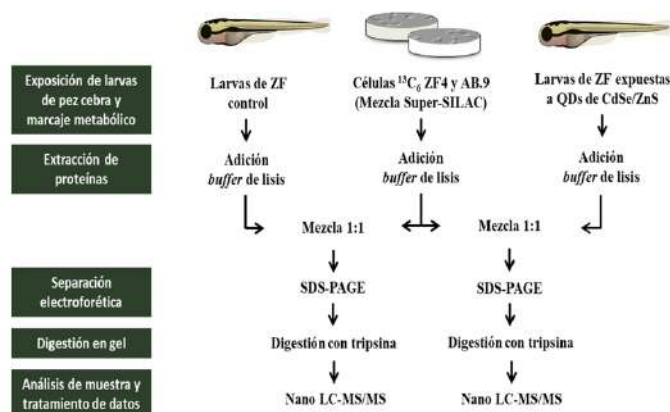 Exposición de larvas
de pez cebra y
marcaje metabólico
Larvas de ZF
control
Células ¹³C₆ ZF4 y AB.9
(Mezcla Super-SILAC)
Larvas de ZF expuestas
a QDs de CdSe/ZnS
Extracción de
proteínas
Adición
buffer de lisis
Adición
buffer de lisis
Adición
buffer de lisis
Mezcla 1:1
Mezcla 1:1
Separación
electroforética
SDS-PAGE
SDS-PAGE
Digestión en gel
Digestión con tripsina
Digestión con tripsina
Análisis de muestra y
tratamiento de datos
Nano LC-MS/MS
Nano LC-MS/MS